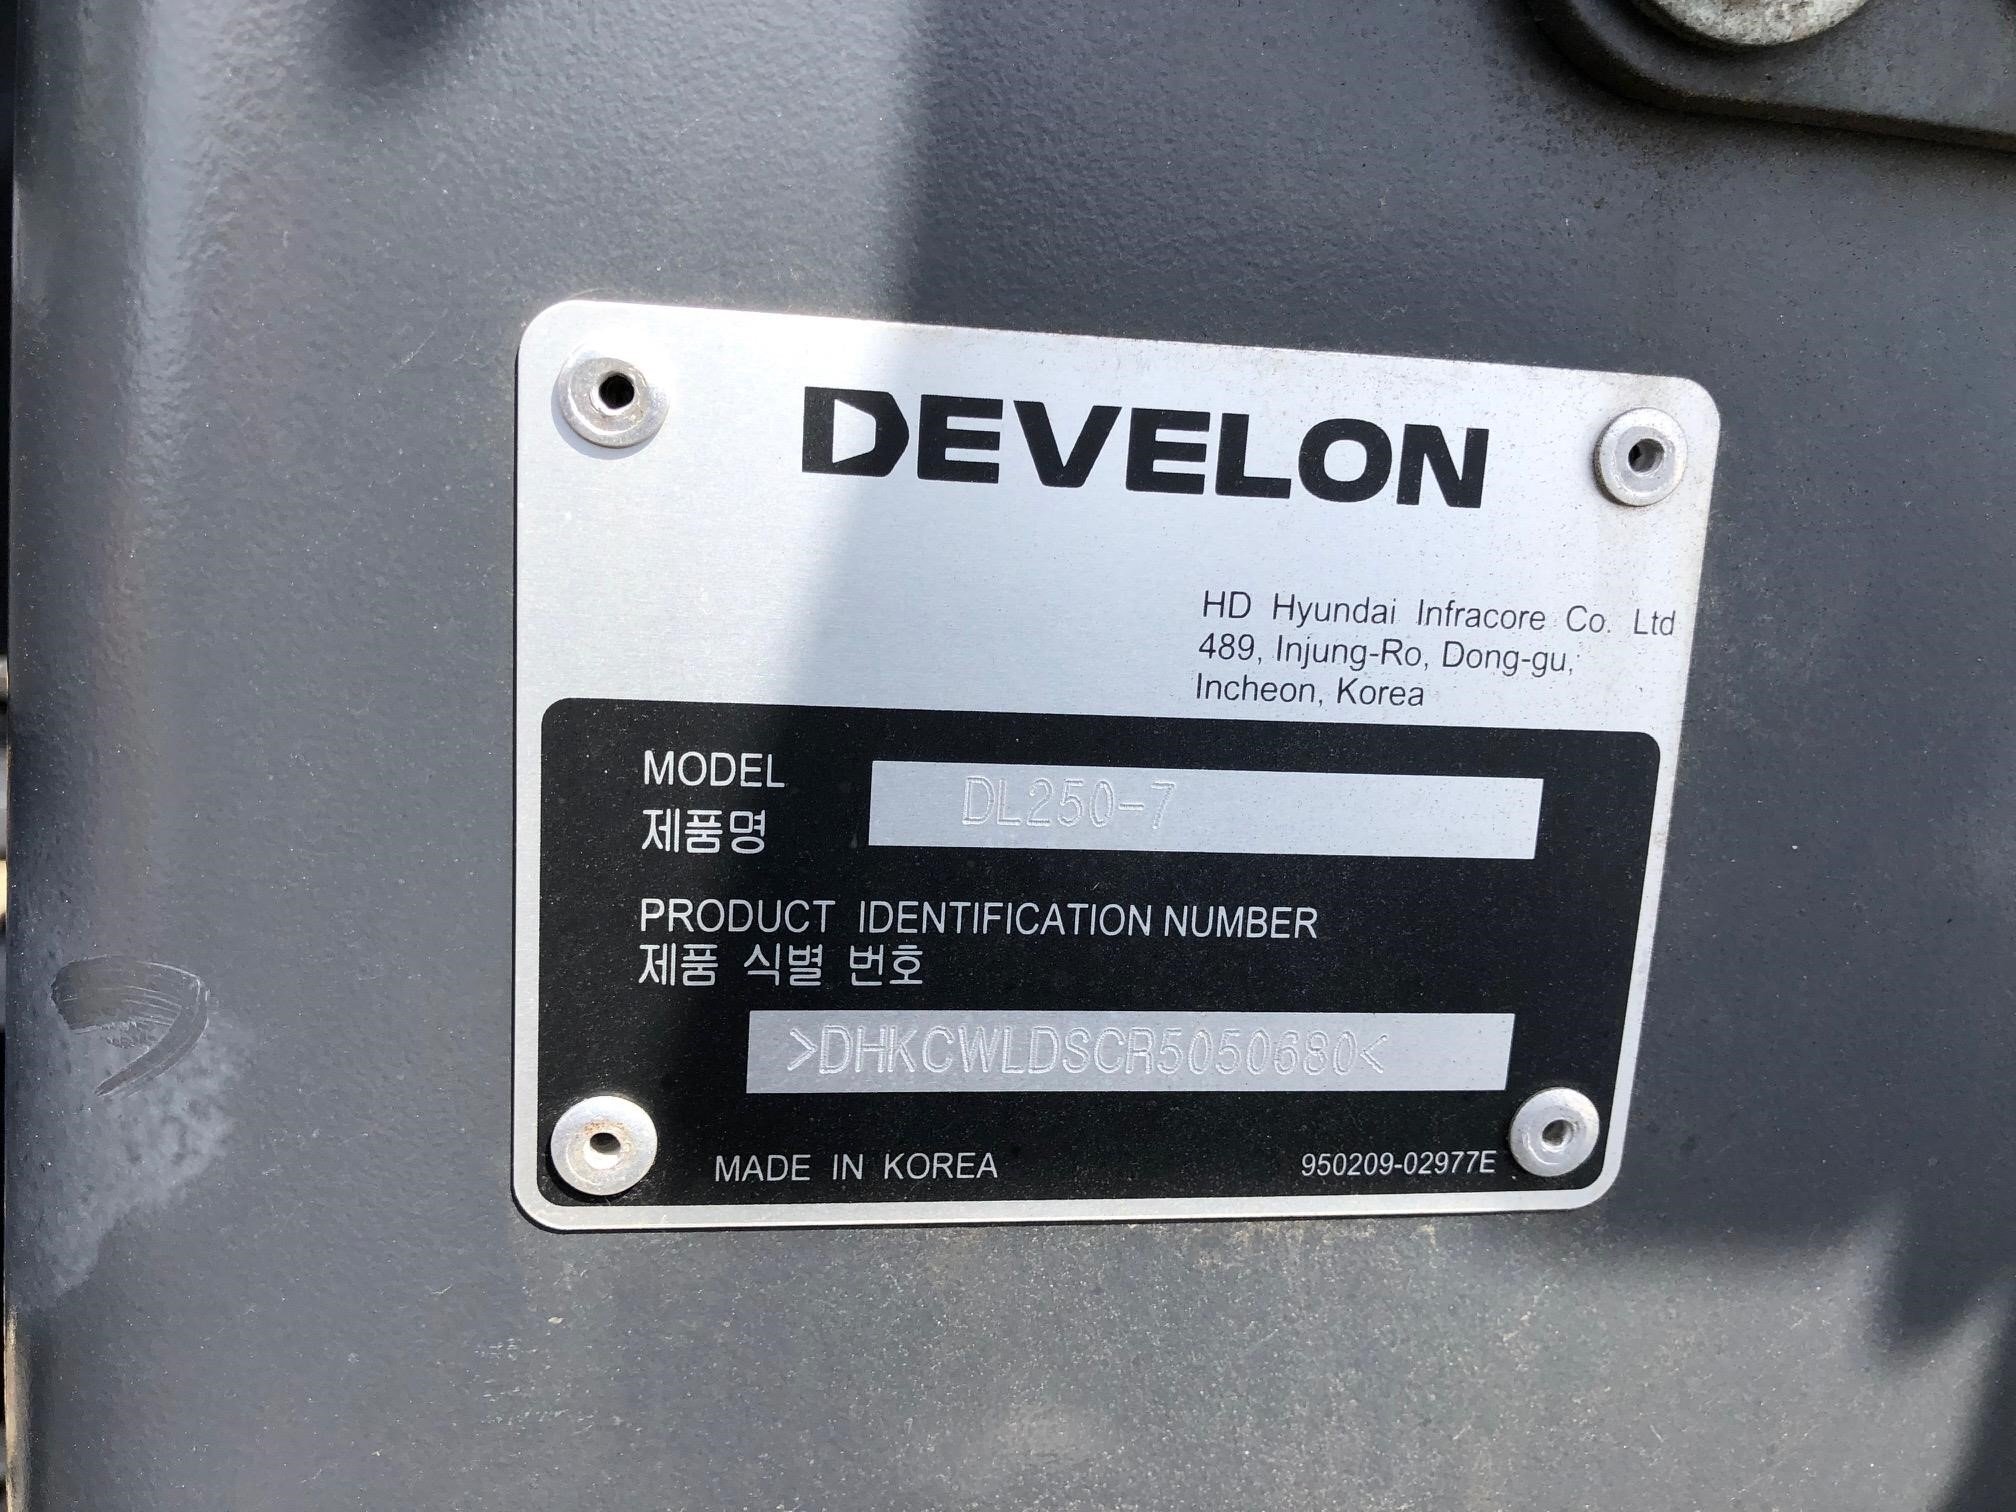 DEVELON
HD Hyundai Infracore Co. Ltd
489, Injung-Ro, Dong-gu,
Incheon, Korea
MODEL
제품명
DL250-7
PRODUCT IDENTIFICATION NUMBER
제품 식별 번호
>DHKCWLDSCR5050680<
MADE IN KOREA
950209-02977E